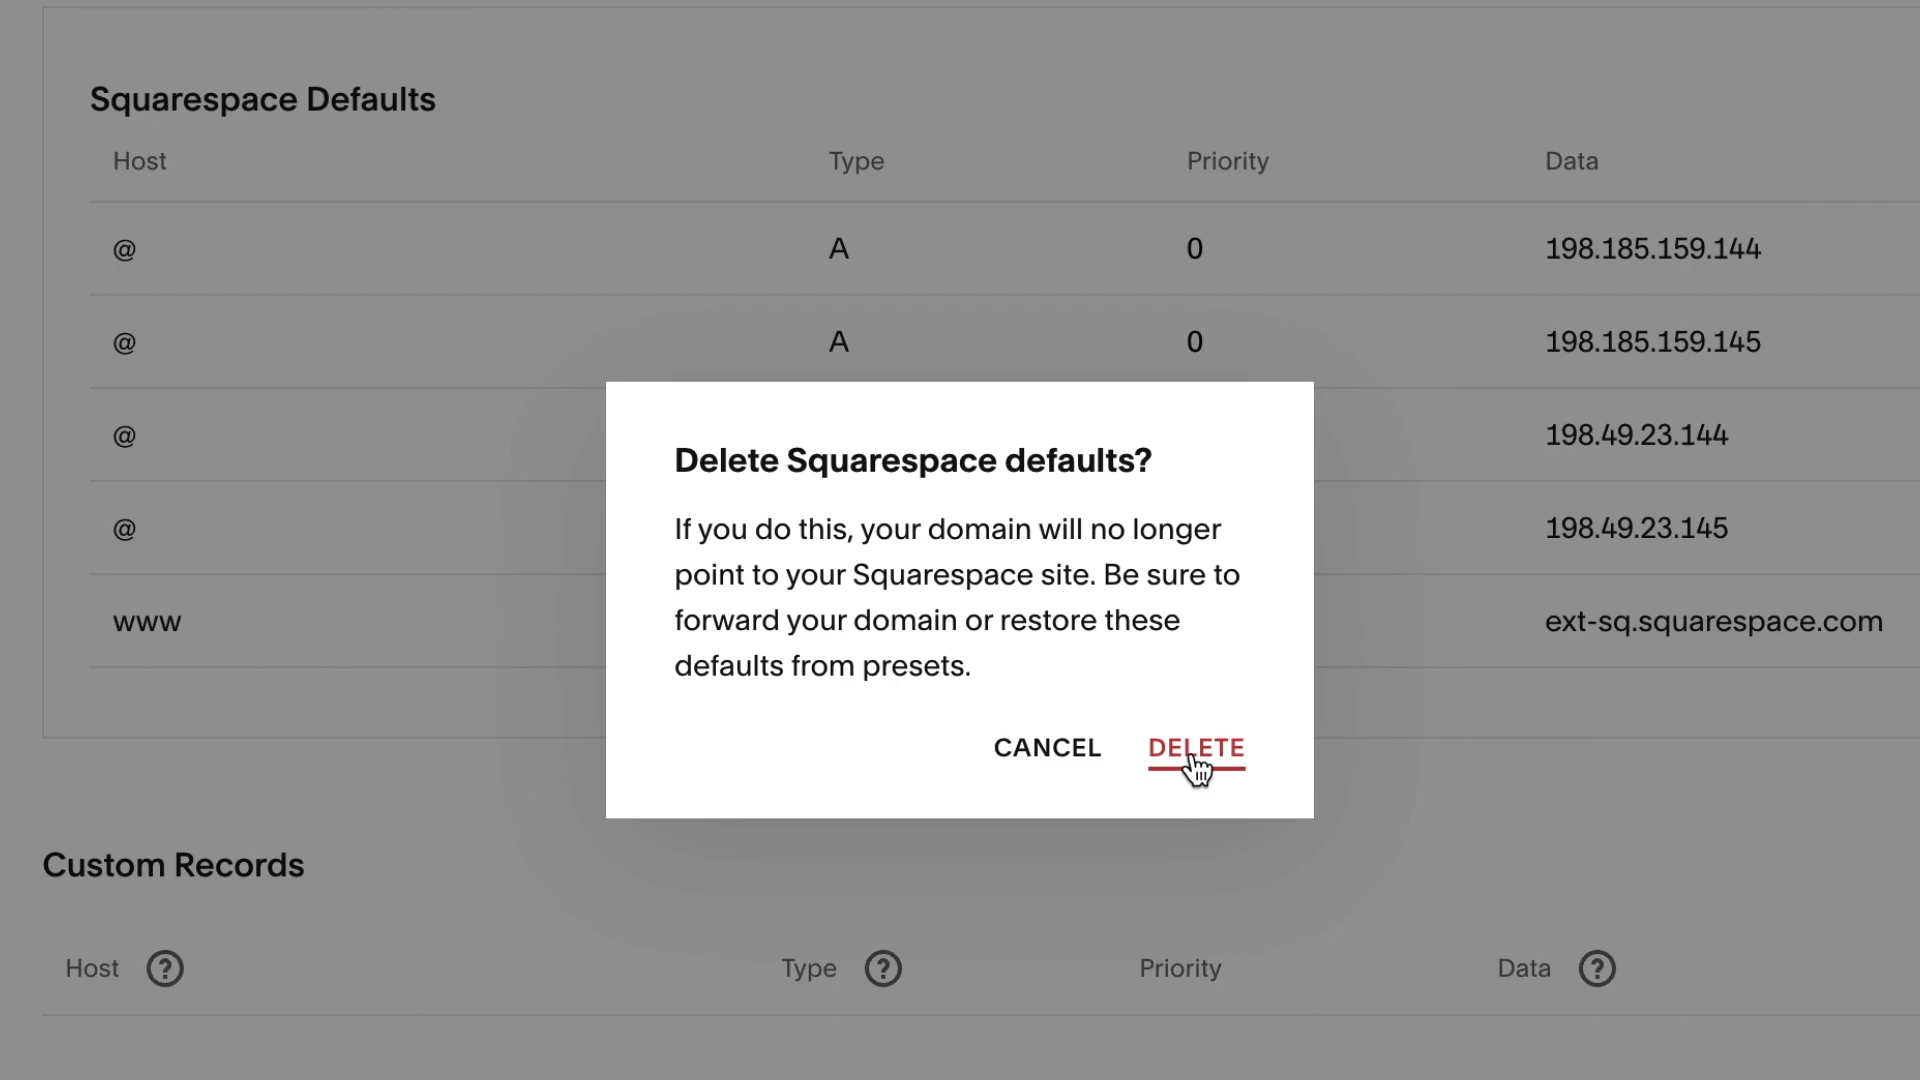 Squarespace Defaults
Host Type Priority Data
@ A 0 198.185.159.144
@ A 0 198.185.159.145
@ 198.49.23.144
@ 198.49.23.145
www ext-sq.squarespace.com
Delete Squarespace defaults?
If you do this, your domain will no longer
point to your Squarespace site. Be sure to
forward your domain or restore these
defaults from presets.
CANCEL DELETE
Custom Records
Host ? Type ? Priority Data ?